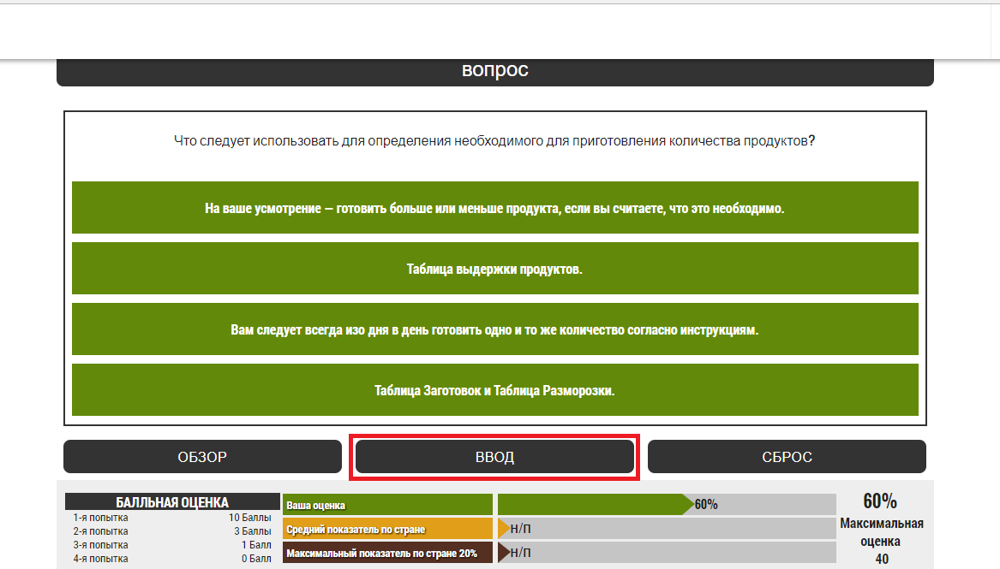 вопрос
Что следует использовать для определения необходимого для приготовления количества продуктов?
На ваше усмотрение – готовить больше или меньше продукта, если вы считаете, что это необходимо.
Таблица выдержки продуктов.
Вам следует всегда изо дня в день готовить одно и то же количество согласно инструкциям.
Таблица Заготовок и Таблица Разморозки.
ОБЗОР
ВВОД
СБРОС
БАЛЛЬНАЯ ОЦЕНКА
1-я попытка 10 Баллы
2-я попытка 3 Баллы
3-я попытка 1 Балл
4-я попытка 0 Балл
Ваша оценка 60%
Средний показатель по стране н/п
Максимальный показатель по стране 20% н/п
60%
Максимальная
оценка
40